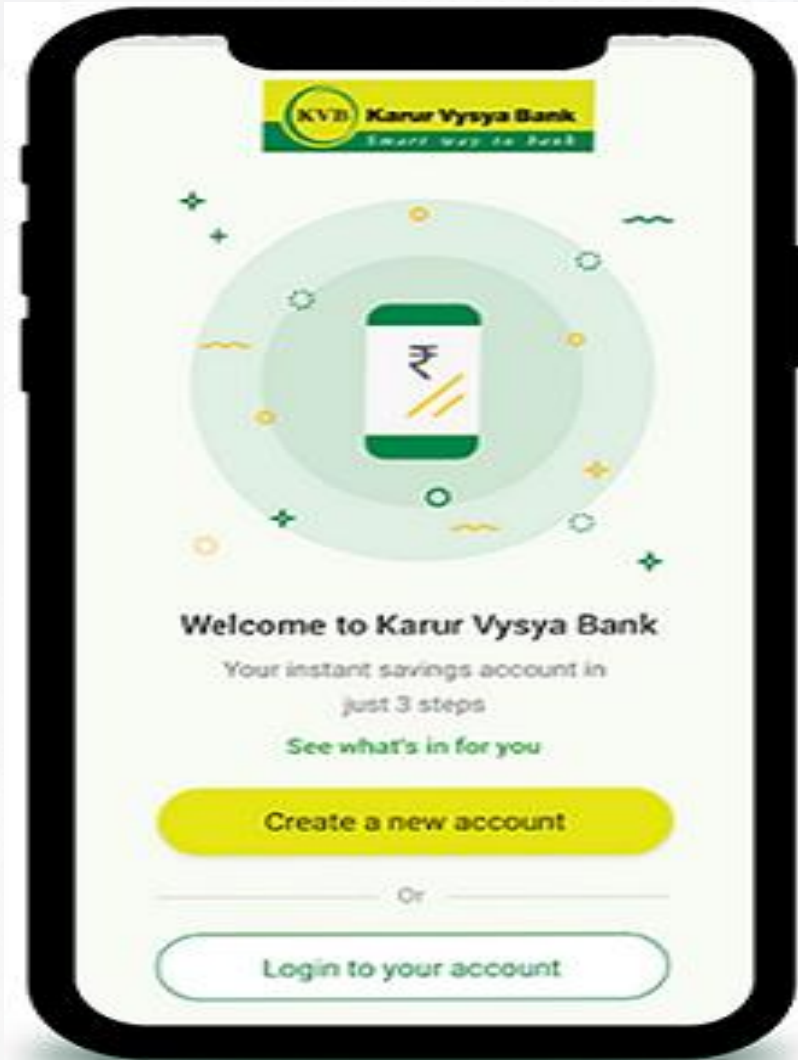 KVB
Karur Vysya Bank
Smart way to Bank
₹
Welcome to Karur Vysya Bank
Your instant savings account in
just 3 steps
See what's in for you
Create a new account
Or
Login to your account